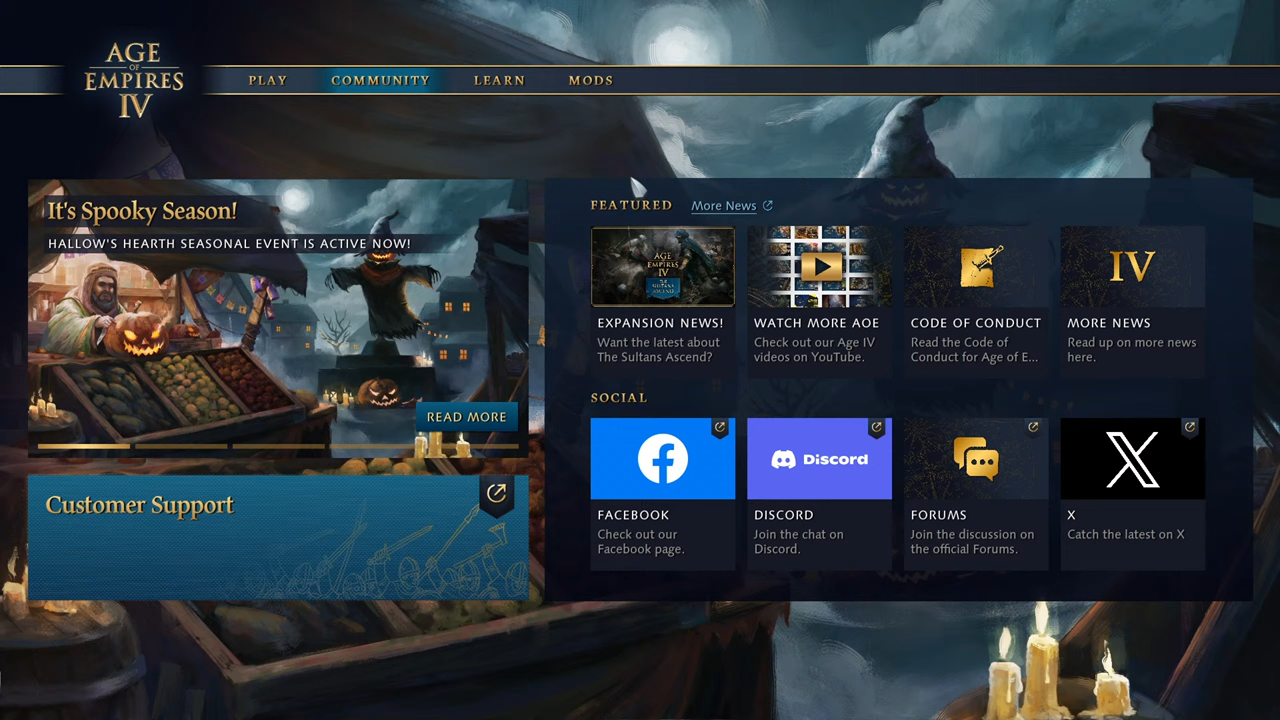 AGE
OF
EMPIRES
IV
PLAY
COMMUNITY
LEARN
MODS
It's Spooky Season!
HALLOW'S HEARTH SEASONAL EVENT IS ACTIVE NOW!
READ MORE
Customer Support
FEATURED
More News
AGE
EMPIRES
IV
THE
SULTANS
ASCEND
EXPANSION NEWS!
Want the latest about
The Sultans Ascend?
WATCH MORE AOE
Check out our Age IV
videos on YouTube.
CODE OF CONDUCT
Read the Code of
Conduct for Age of E...
IV
MORE NEWS
Read up on more news
here.
SOCIAL
FACEBOOK
Check out our
Facebook page.
Discord
DISCORD
Join the chat on
Discord.
FORUMS
Join the discussion on
the official Forums.
X
X
Catch the latest on X